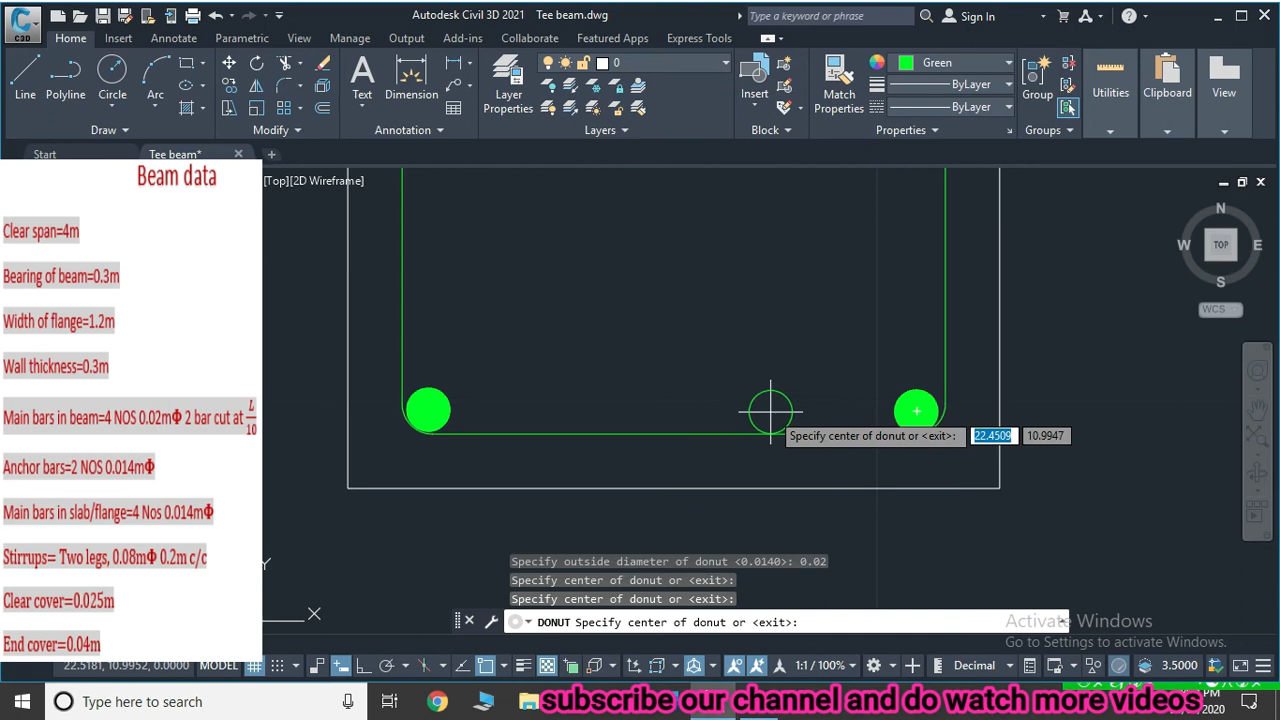 Autodesk Civil 3D 2021 Tee beam.dwg
Type a keyword or phrase
Sign In
Home Insert Annotate Parametric View Manage Output Add-ins Collaborate Featured Apps Express Tools
C3D
Line Polyline Circle Arc
Text Dimension
Layer Properties
0
Insert
Match Properties
Green
ByLayer
ByLayer
Group
Utilities
Clipboard
View
Draw Modify Annotation Layers Block Properties Groups
Start Tee beam*
[Top][2D Wireframe]
Beam data
Clear span=4m
Bearing of beam=0.3m
Width of flange=1.2m
Wall thickness=0.3m
Main bars in beam=4 NOS 0.02mΦ 2 bar cut at L/10
Anchor bars=2 NOS 0.014mΦ
Main bars in slab/flange=4 Nos 0.014mΦ
Stirrups= Two legs, 0.08mΦ 0.2m c/c
Clear cover=0.025m
End cover=0.04m
N
W TOP E
S
WCS
Specify center of donut or <exit>: 22.4509 10.9947
Y
X
Specify outside diameter of donut <0.0140>: 0.02
Specify center of donut or <exit>:
Specify center of donut or <exit>:
DONUT Specify center of donut or <exit>:
Activate Windows
Go to Settings to activate Windows.
22.5181, 10.9952, 0.0000 MODEL
1:1 / 100%
Decimal
3.5000
Type here to search
subscribe our channel and do watch more videos